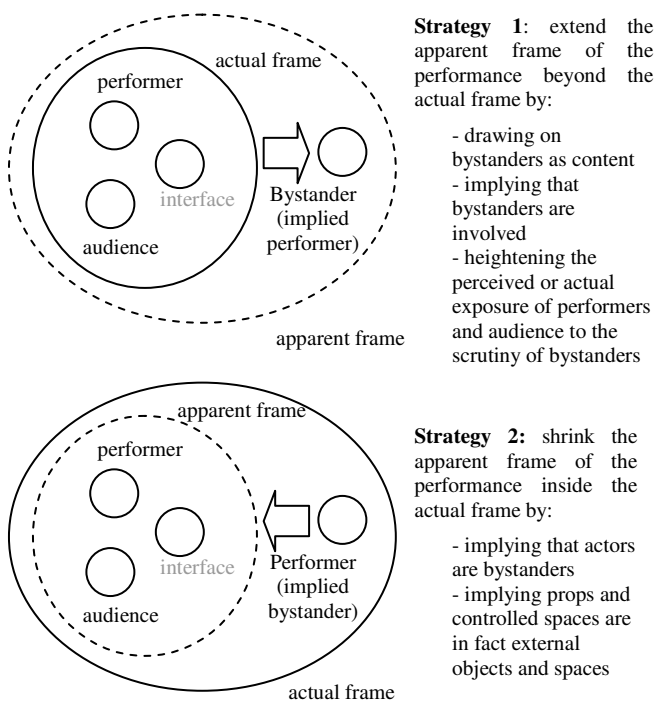 actual frame
performer
interface
audience
Bystander
(implied
performer)
apparent frame
Strategy 1: extend the
apparent frame of the
performance beyond the
actual frame by:
- drawing on
bystanders as content
- implying that
bystanders are
involved
- heightening the
perceived or actual
exposure of performers
and audience to the
scrutiny of bystanders
apparent frame
performer
interface
audience
Performer
(implied
bystander)
actual frame
Strategy 2: shrink the
apparent frame of the
performance inside the
actual frame by:
- implying that actors
are bystanders
- implying props and
controlled spaces are
in fact external
objects and spaces